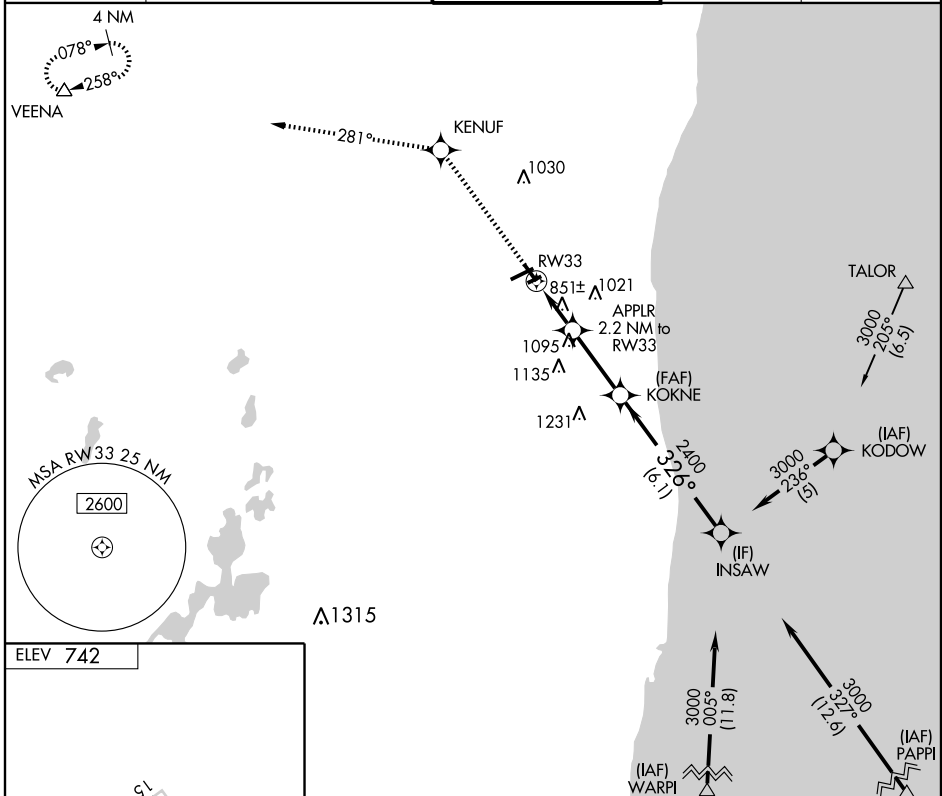 4 NM
078°
258°
VEENA
281°
KENUF
1030
RW33
851±
1021
APPLR
2.2 NM to
RW33
1095
1135
(FAF)
KOKNE
1231
TALOR
3000
205°
(6.5)
(IAF)
KODOW
3000
236°
(5)
2400
326°
(6.1)
(IF)
INSAW
MSA RW33 25 NM
2600
1315
ELEV 742
3000
005°
(11.8)
3000
327°
(12.6)
(IAF)
WARPI
(IAF)
PAPPI
15